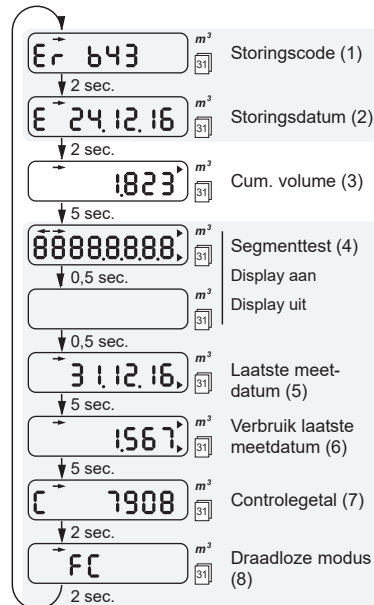 Er 643 m³ 31 Storingscode (1)
2 sec.
E 24.12.16 m³ 31 Storingsdatum (2)
2 sec.
1,823 m³ 31 Cum. volume (3)
5 sec.
8888.8.8.8. m³ 31 Segmenttest (4)
Display aan
0,5 sec.
Display uit
m³ 31
0,5 sec.
31.12.16 m³ 31 Laatste meet-
datum (5)
5 sec.
1,567 m³ 31 Verbruik laatste
meetdatum (6)
5 sec.
C 7908 m³ 31 Controlegetal (7)
2 sec.
FC m³ 31 Draadloze modus
(8)
2 sec.